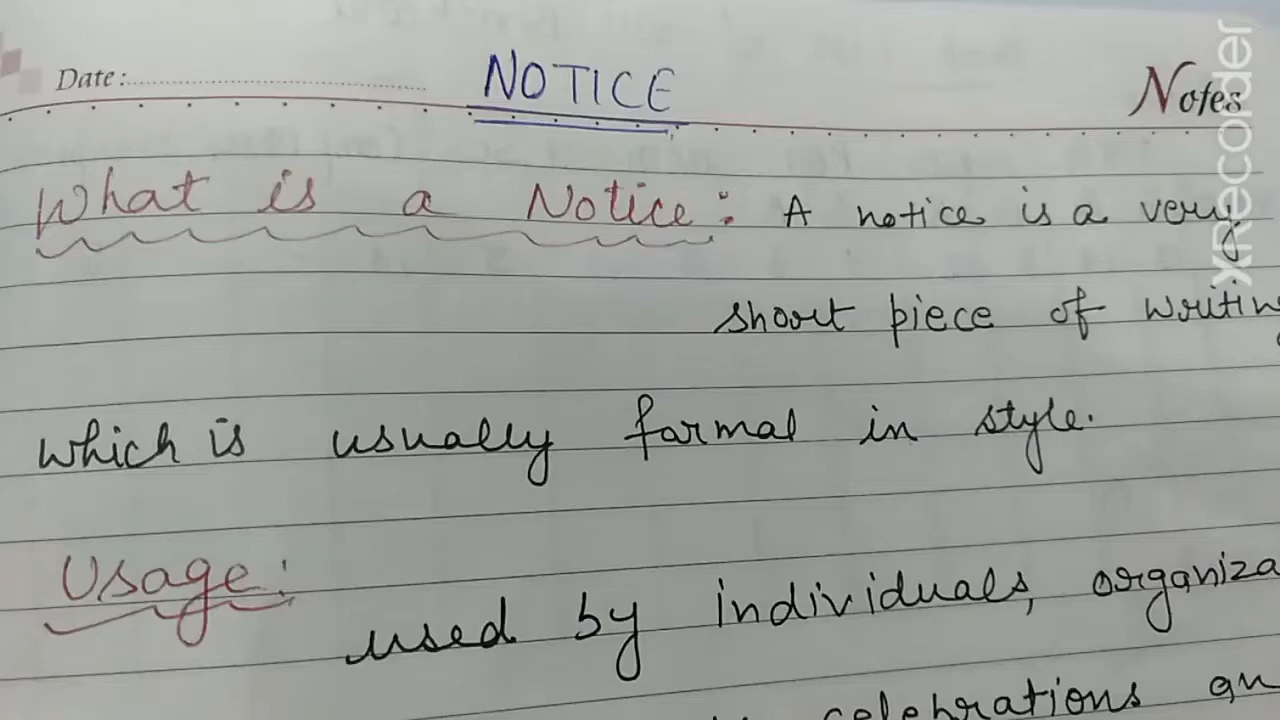 Date:
NOTICE
Notes
What is a Notice: A notice is a very
short piece of writin
which is usually formal in style.
Usage:
used by individuals, organiza
celebrations an
XRecorder